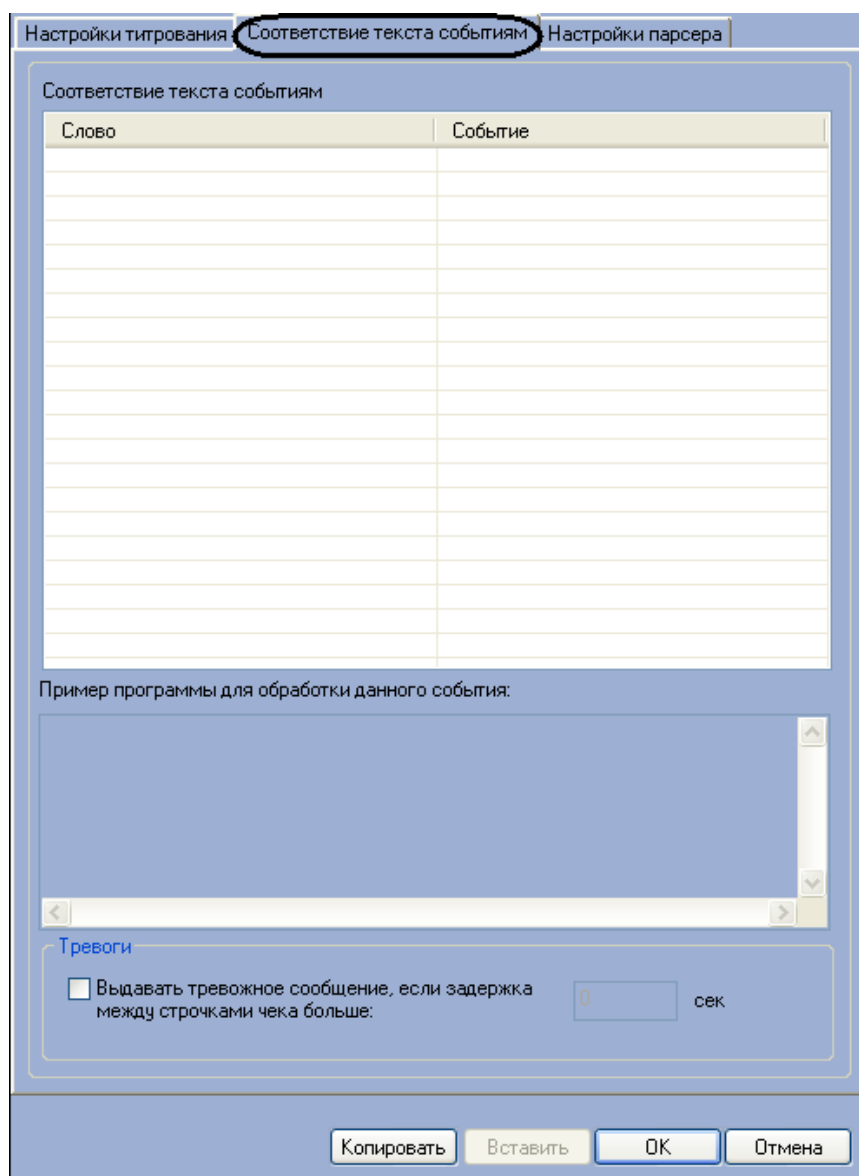 Настройки титрования Соответствие текста событиям Настройки парсера
Соответствие текста событиям
Слово Событие
Пример программы для обработки данного события:
Тревоги
Выдавать тревожное сообщение, если задержка
между строчками чека больше:
0 сек
Копировать Вставить OK Отмена